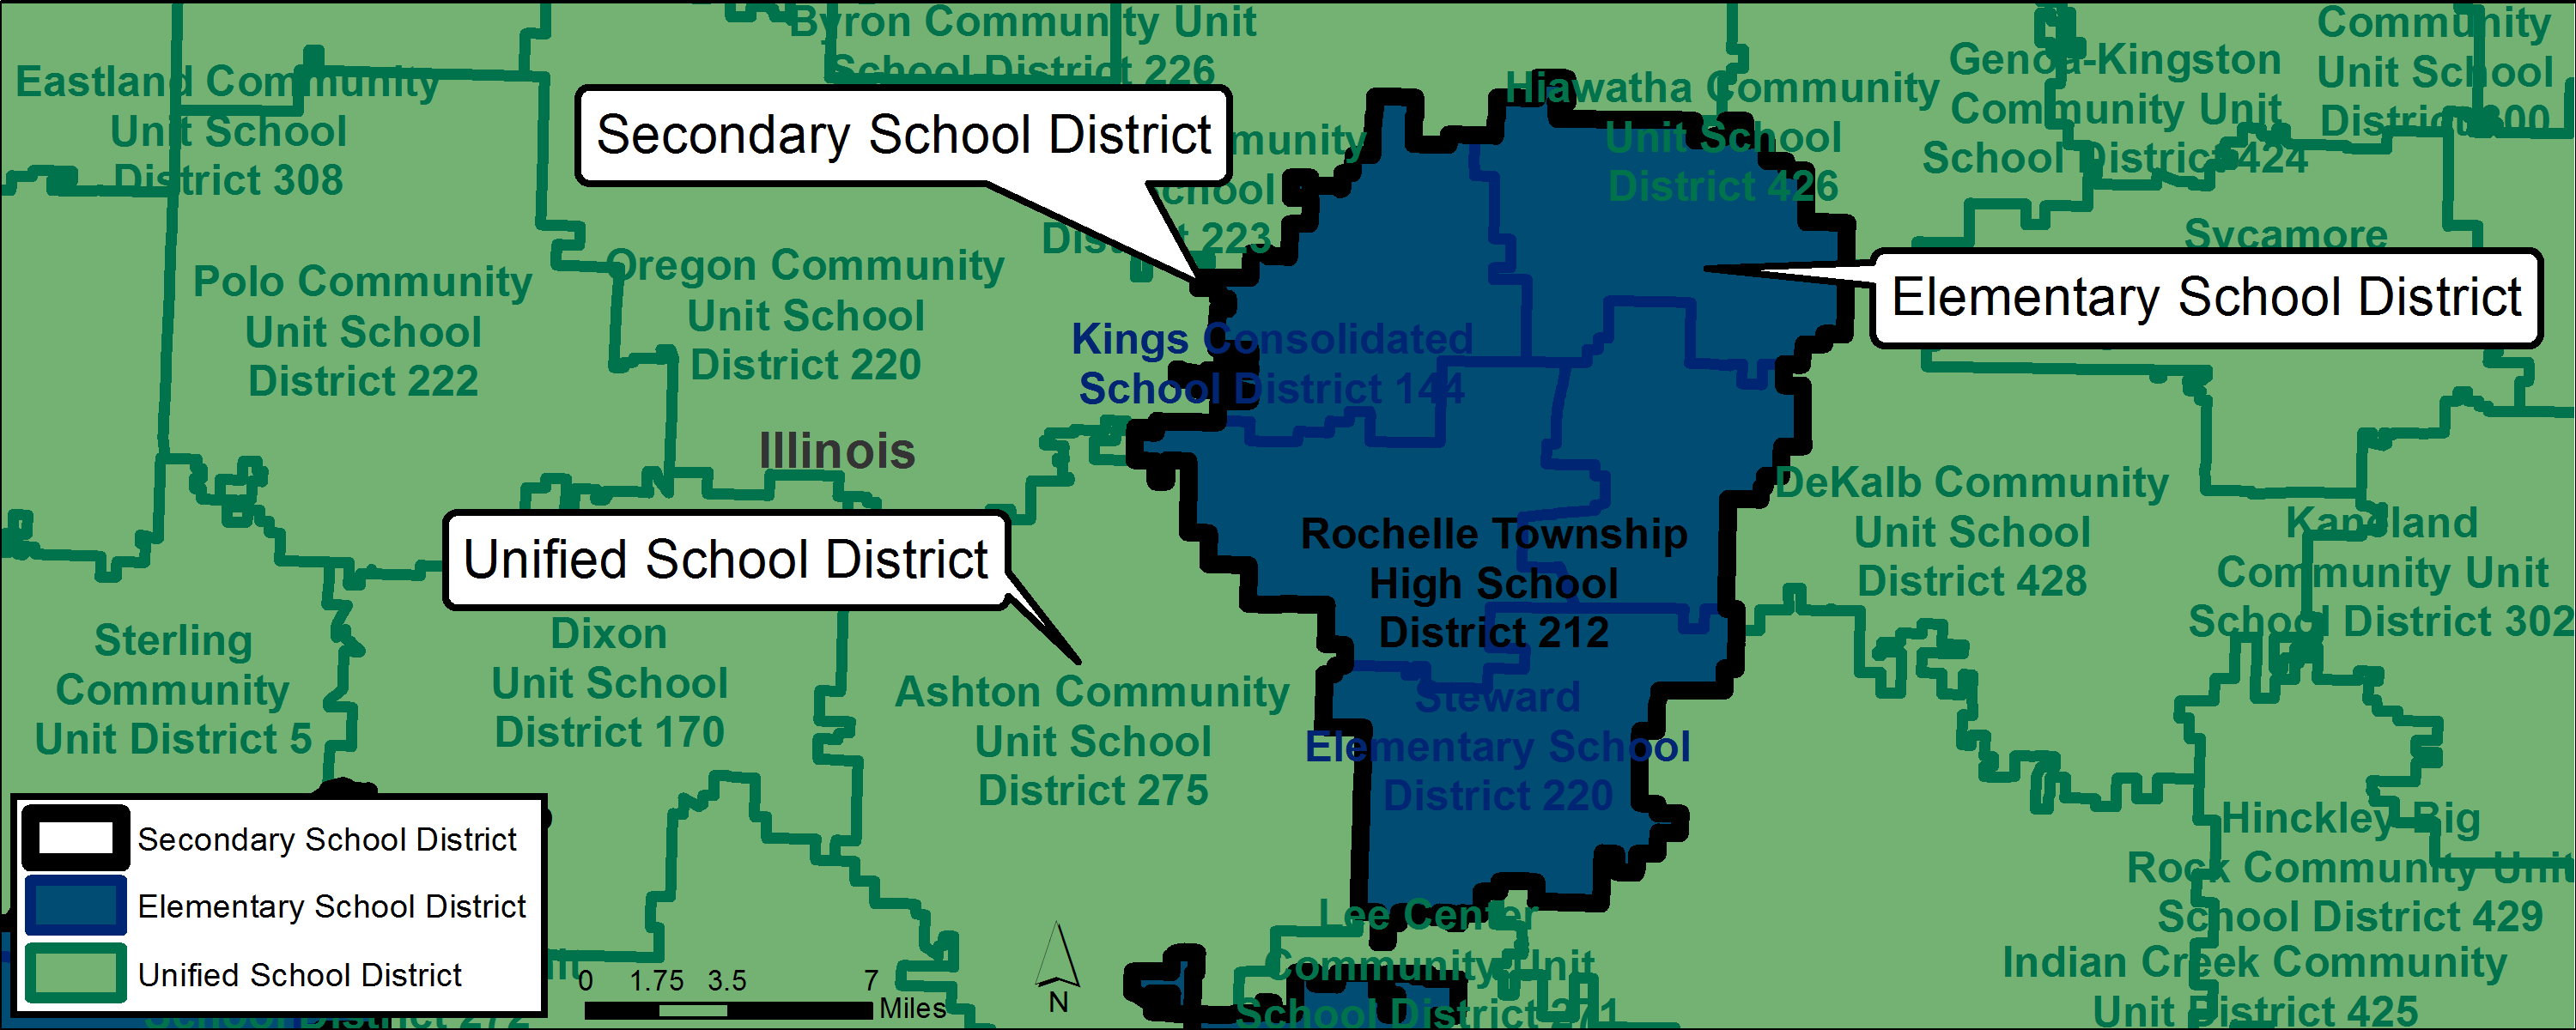 Byron Community Unit
School District 226
Eastland Community
Unit School
District 308
Secondary School District
munity
chool
223
Hiawatha Community
Unit School
District 426
Genoa-Kingston
Community Unit
School District 424
Community
Unit School
District 300
Sycamore
Elementary School District
Polo Community
Unit School
District 222
Oregon Community
Unit School
District 220
Kings Consolidated
School District 144
Illinois
Unified School District
Rochelle Township
High School
District 212
DeKalb Community
Unit School
District 428
Kaneland
Community Unit
School District 302
Sterling
Community
Unit District 5
Dixon
Unit School
District 170
Ashton Community
Unit School
District 275
Steward
Elementary School
District 220
Hinckley-Big
Rock Community Unit
School District 429
Indian Creek Community
Unit District 425
Lee Center
Community Unit
School District 271
Secondary School District
Elementary School District
Unified School District
School District 272
0 1.75 3.5 7
Miles
N